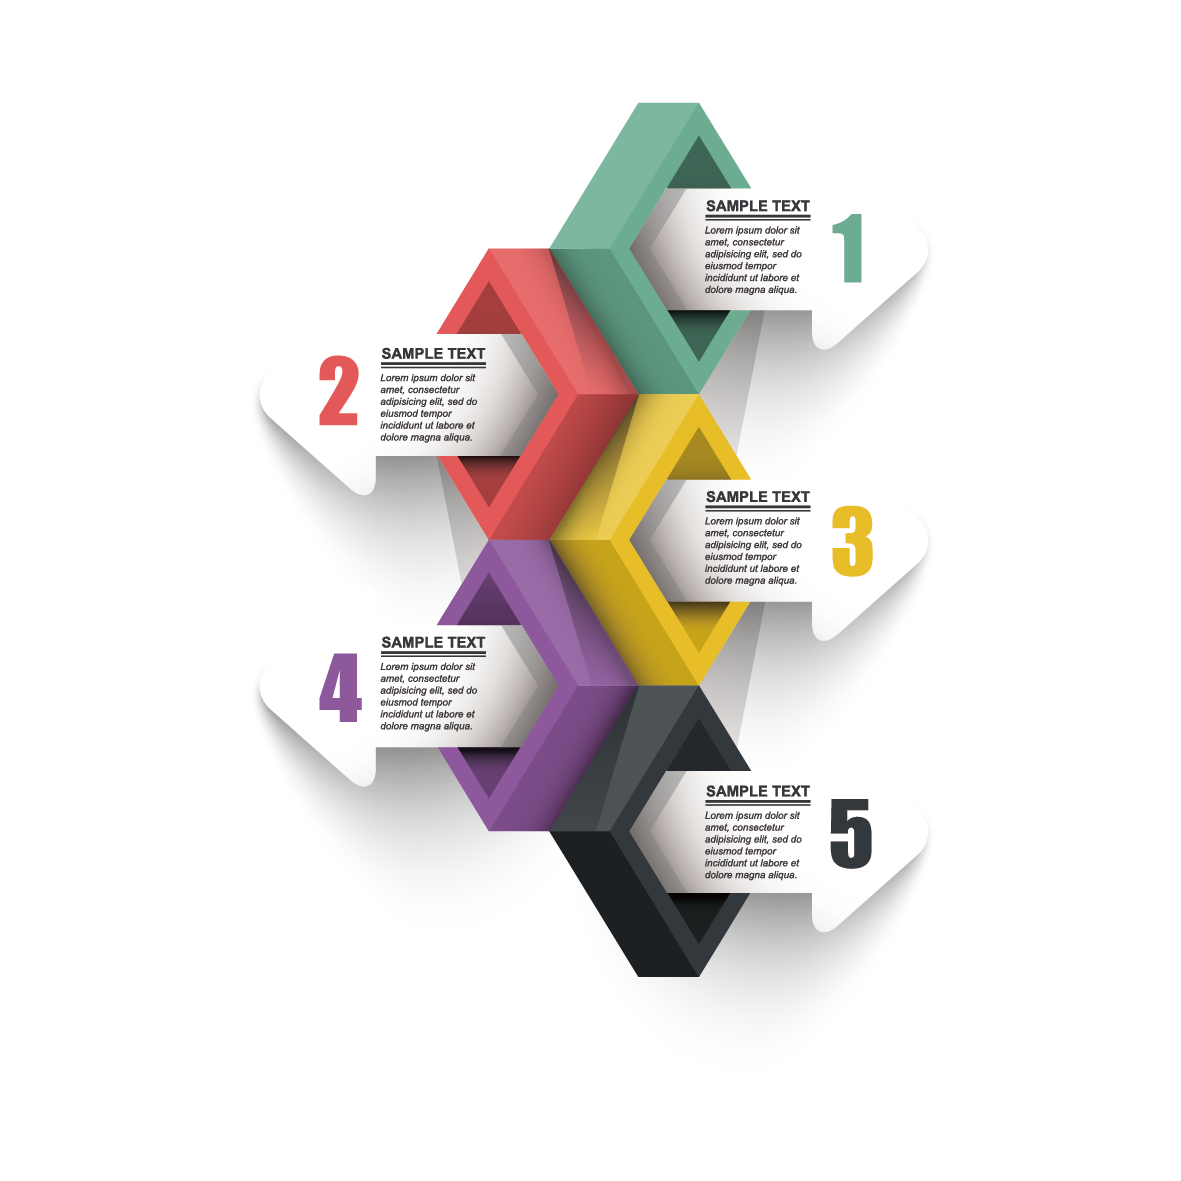 SAMPLE TEXT
Lorem ipsum dolor sit
amet, consectetur
adipisicing elit, sed do
eiusmod tempor
incididunt ut labore et
dolore magna aliqua.
1
2
SAMPLE TEXT
Lorem ipsum dolor sit
amet, consectetur
adipisicing elit, sed do
eiusmod tempor
incididunt ut labore et
dolore magna aliqua.
SAMPLE TEXT
Lorem ipsum dolor sit
amet, consectetur
adipisicing elit, sed do
eiusmod tempor
incididunt ut labore et
dolore magna aliqua.
3
4
SAMPLE TEXT
Lorem ipsum dolor sit
amet, consectetur
adipisicing elit, sed do
eiusmod tempor
incididunt ut labore et
dolore magna aliqua.
SAMPLE TEXT
Lorem ipsum dolor sit
amet, consectetur
adipisicing elit, sed do
eiusmod tempor
incididunt ut labore et
dolore magna aliqua.
5